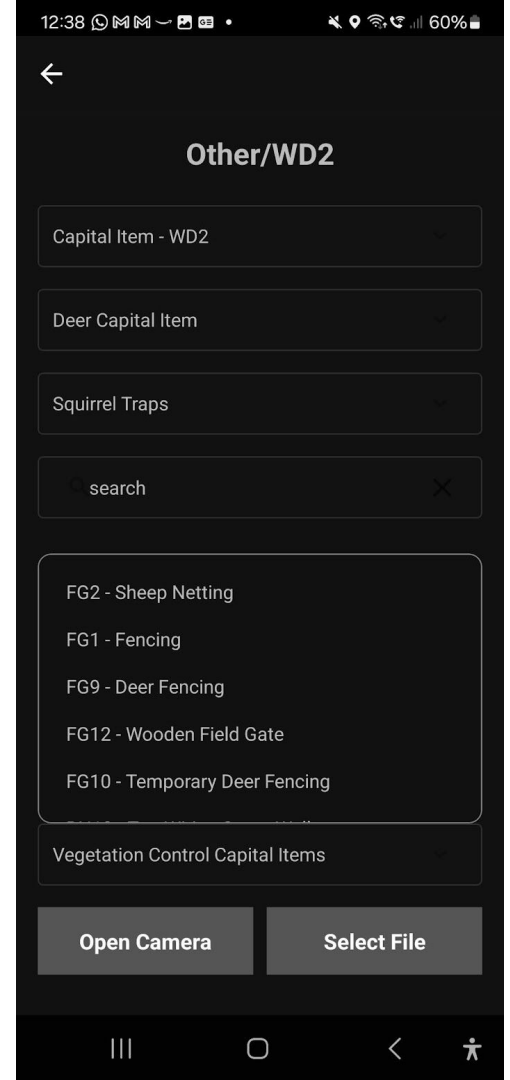 12:38
60%
Other/WD2
Capital Item - WD2
Deer Capital Item
Squirrel Traps
search
FG2 - Sheep Netting
FG1 - Fencing
FG9 - Deer Fencing
FG12 - Wooden Field Gate
FG10 - Temporary Deer Fencing
Vegetation Control Capital Items
Open Camera
Select File